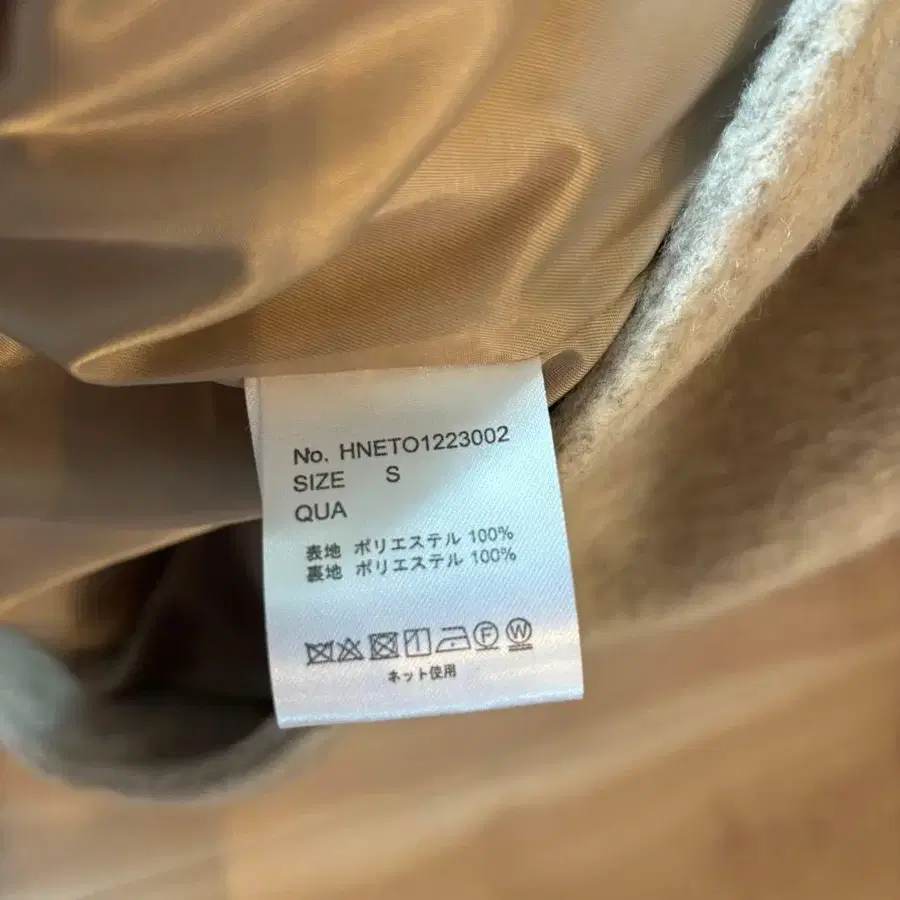 No. HNETO1223002
SIZE S
QUA
表地 ポリエステル 100%
裏地 ポリエステル 100%
F W
ネット使用